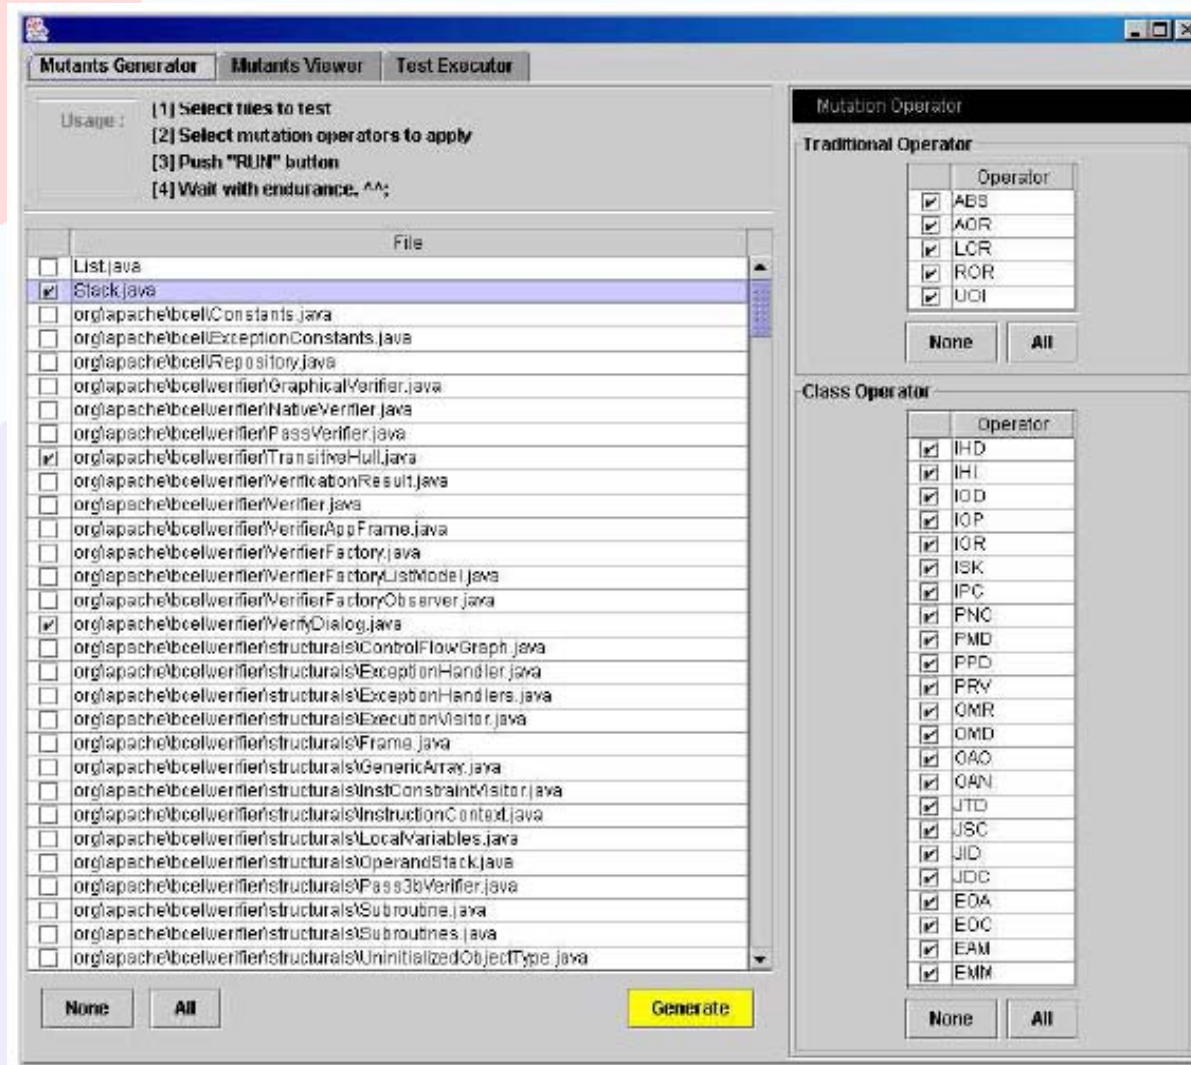 Mutants Generator Mutants Viewer Test Executor
Usage :
[1] Select files to test
[2] Select mutation operators to apply
[3] Push "RUN" button
[4] Wait with endurance. ^^;
File
List.java
Stack.java
org\apache\bcel\Constants.java
org\apache\bcel\ExceptionConstants.java
org\apache\bcel\Repository.java
org\apache\bcel\verifier\GraphicalVerifier.java
org\apache\bcel\verifier\NativeVerifier.java
org\apache\bcel\verifier\PassVerifier.java
org\apache\bcel\verifier\TransitiveHull.java
org\apache\bcel\verifier\VerificationResult.java
org\apache\bcel\verifier\Verifier.java
org\apache\bcel\verifier\VerifierAppFrame.java
org\apache\bcel\verifier\VerifierFactory.java
org\apache\bcel\verifier\VerifierFactoryListModel.java
org\apache\bcel\verifier\VerifierFactoryObserver.java
org\apache\bcel\verifier\VerifyDialog.java
org\apache\bcel\verifier\structurals\ControlFlowGraph.java
org\apache\bcel\verifier\structurals\ExceptionHandler.java
org\apache\bcel\verifier\structurals\ExceptionHandlers.java
org\apache\bcel\verifier\structurals\ExecutionVisitor.java
org\apache\bcel\verifier\structurals\Frame.java
org\apache\bcel\verifier\structurals\GenericArray.java
org\apache\bcel\verifier\structurals\InstConstraintVisitor.java
org\apache\bcel\verifier\structurals\InstructionContext.java
org\apache\bcel\verifier\structurals\LocalVariables.java
org\apache\bcel\verifier\structurals\OperandStack.java
org\apache\bcel\verifier\structurals\Pass3bVerifier.java
org\apache\bcel\verifier\structurals\Subroutine.java
org\apache\bcel\verifier\structurals\Subroutines.java
org\apache\bcel\verifier\structurals\UninitializedObjectType.java
None All Generate
Mutation Operator
Traditional Operator
Operator
ABS
AOR
LCR
ROR
UOI
None All
Class Operator
Operator
IHD
IHI
IOD
IOP
IOR
ISK
IPC
PNC
PMD
PPD
PRV
OMR
OMD
OAO
OAN
JTD
JSC
JID
JDC
EOA
EOC
EAM
EMM
None All